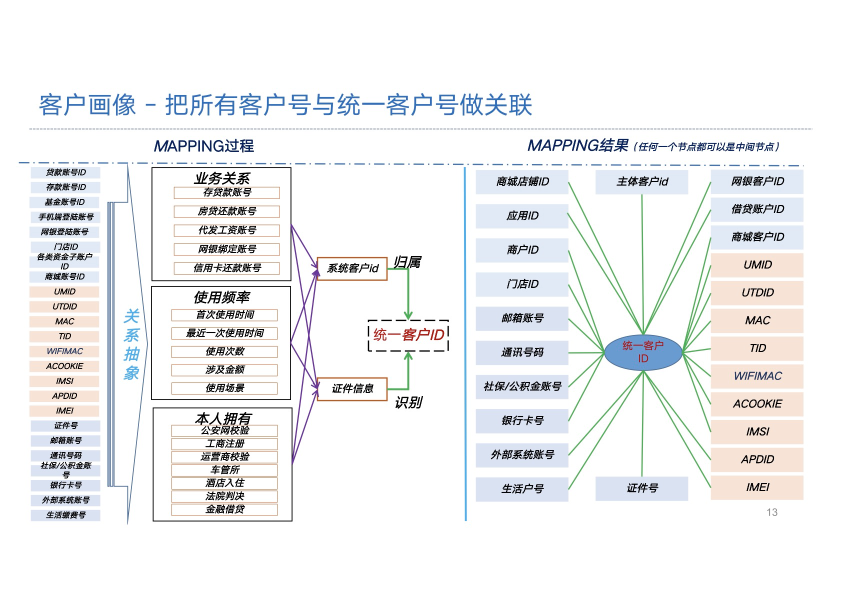 客户画像 - 把所有客户号与统一客户号做关联
MAPPING过程
贷款账号ID
存款账号ID
基金账号ID
手机端登陆账号
网银登陆账号
门店ID
各类资金子账户
ID
商城账号ID
UMID
UTDID
MAC
TID
WIFIMAC
ACOOKIE
IMSI
APDID
IMEI
证件号
邮箱账号
通讯号码
社保/公积金账
号
银行卡号
外部系统账号
生活缴费号
关
系
抽
象
业务关系
存贷款账号
房贷还款账号
代发工资账号
网银绑定账号
信用卡还款账号
使用频率
首次使用时间
最近一次使用时间
使用次数
涉及金额
使用场景
本人拥有
公安网校验
工商注册
运营商校验
车管所
酒店入住
法院判决
金融借贷
系统客户id
归属
统一客户ID
证件信息
识别
MAPPING结果（任何一个节点都可以是中间节点）
商城店铺ID
应用ID
商户ID
门店ID
邮箱账号
通讯号码
社保/公积金账号
银行卡号
外部系统账号
生活户号
主体客户id
统一客户
ID
证件号
网银客户ID
借贷账户ID
商城客户ID
UMID
UTDID
MAC
TID
WIFIMAC
ACOOKIE
IMSI
APDID
IMEI
13